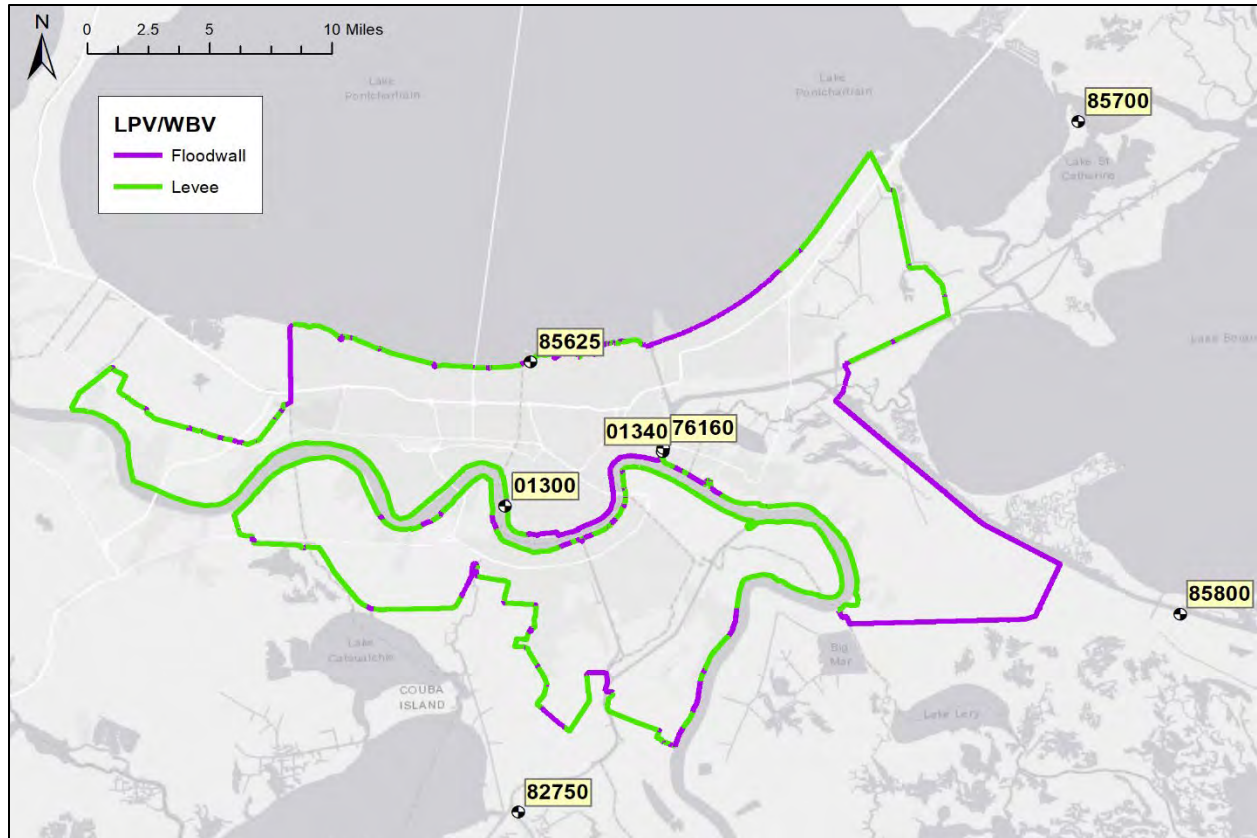 N
0 2.5 5 10 Miles
Lake
Pontchartrain
Lake
Pontchartrain
85700
LPV/WBV
Floodwall
Levee
Lake St
Catherine
85625
Lake Borgne
01340 76160
01300
85800
Lake
Cataouatche
Big
Mar
COUBA
ISLAND
Lake Lery
82750